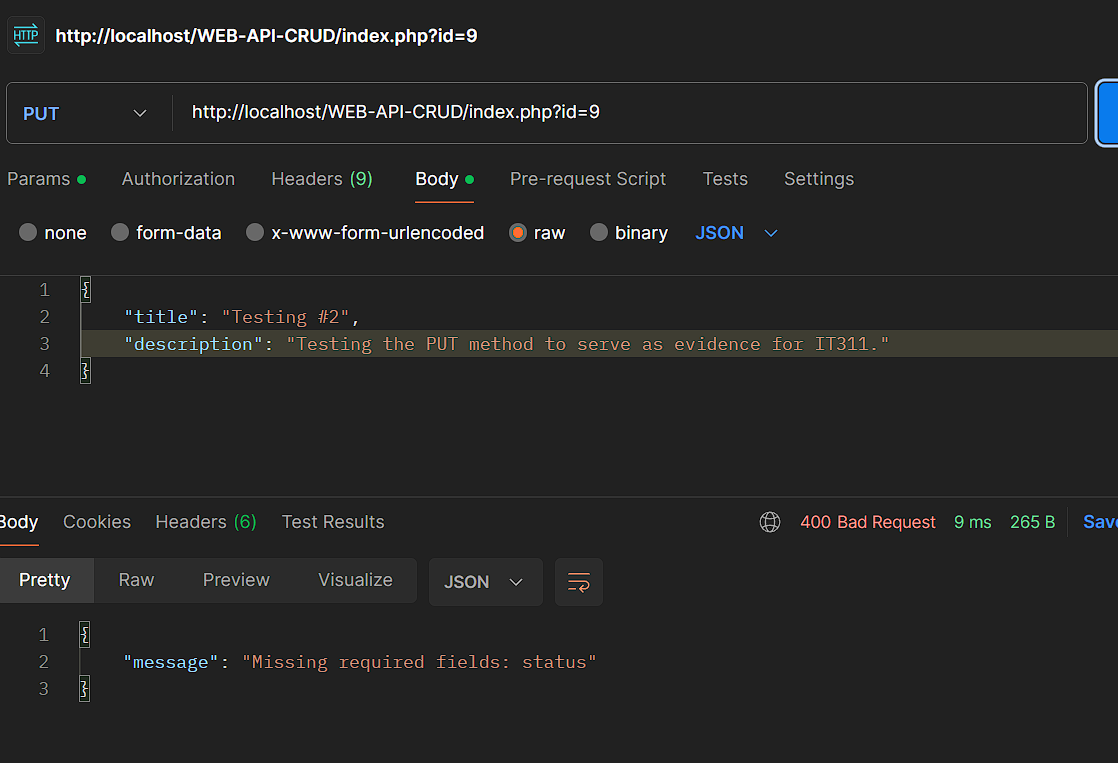 HTTP http://localhost/WEB-API-CRUD/index.php?id=9
PUT http://localhost/WEB-API-CRUD/index.php?id=9
Params Authorization Headers (9) Body Pre-request Script Tests Settings
none form-data x-www-form-urlencoded raw binary JSON
1 {
2 "title": "Testing #2",
3 "description": "Testing the PUT method to serve as evidence for IT311."
4 }
Body Cookies Headers (6) Test Results 400 Bad Request 9 ms 265 B Save
Pretty Raw Preview Visualize JSON
1 {
2 "message": "Missing required fields: status"
3 }